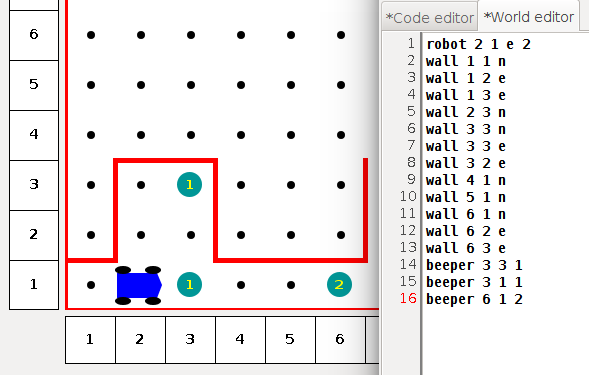 *Code editor *World editor
6
5
4
3 1
2
1 1 2
1 2 3 4 5 6
1 robot 2 1 e 2
2 wall 1 1 n
3 wall 1 2 e
4 wall 1 3 e
5 wall 2 3 n
6 wall 3 3 n
7 wall 3 3 e
8 wall 3 2 e
9 wall 4 1 n
10 wall 5 1 n
11 wall 6 1 n
12 wall 6 2 e
13 wall 6 3 e
14 beeper 3 3 1
15 beeper 3 1 1
16 beeper 6 1 2